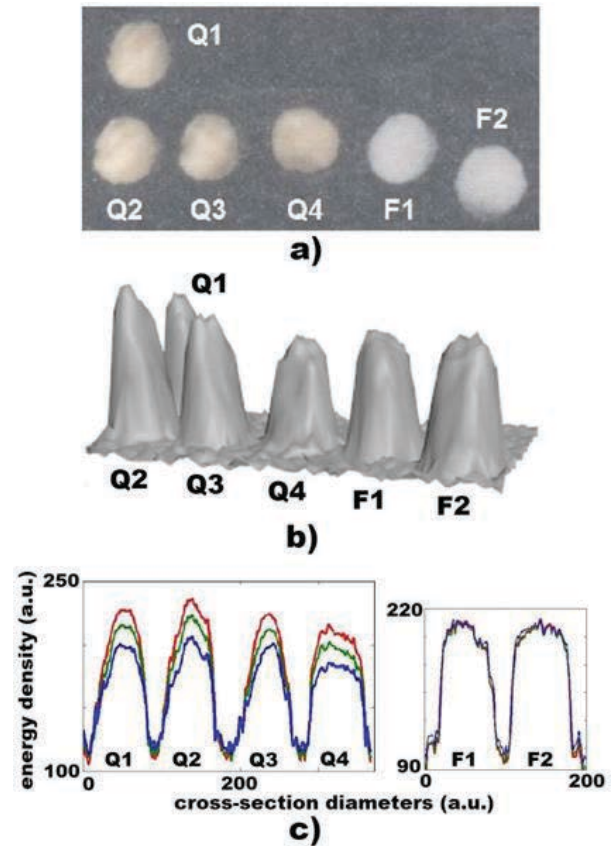 Q1
F2
Q2 Q3 Q4 F1
a)
Q1
Q2 Q3 Q4 F1 F2
b)
250
energy density (a.u.)
100
Q1 Q2 Q3 Q4
0 200
220
90
F1 F2
0 200
cross-section diameters (a.u.)
c)